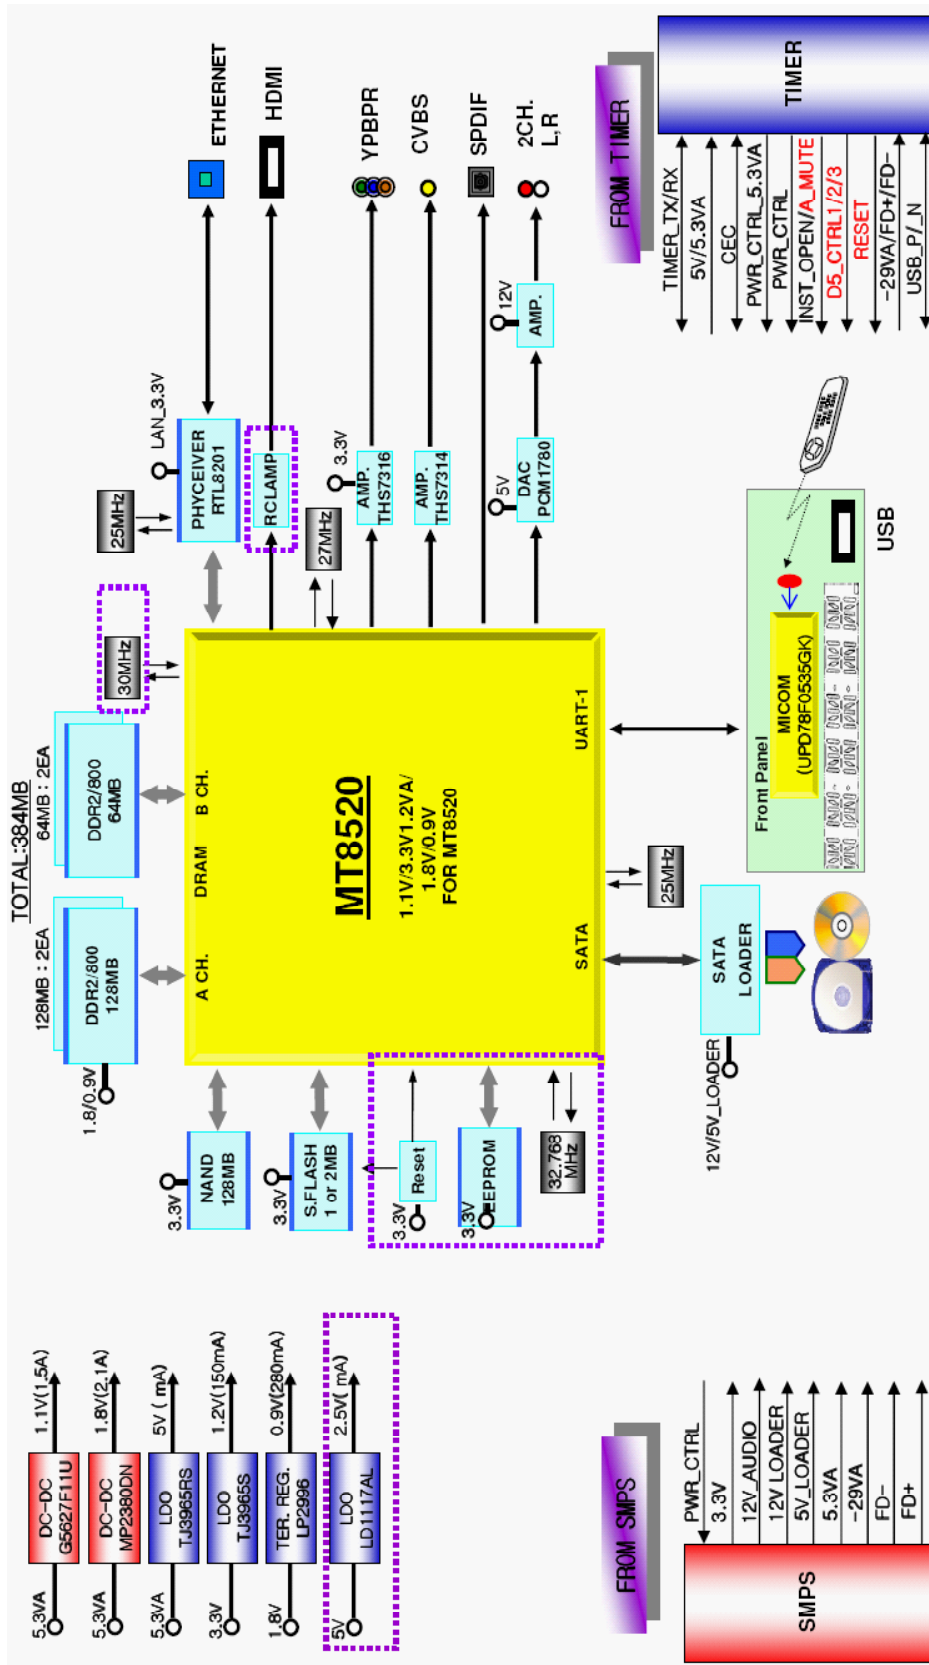 5.3VA
DC-DC
G5627F11U
1.1V(1.5A)
5.3VA
DC-DC
MP2380DN
1.8V(2.1A)
5.3VA
LDO
TJ3965RS
5V( mA)
3.3V
LDO
TJ3965S
1.2V(150mA)
1.8V
TER. REG.
LP2996
0.9V(280mA)
5V
LDO
LD1117AL
2.5V( mA)
FROM SMPS
SMPS
PWR_CTRL
3.3V
12V_AUDIO
12V LOADER
5V_LOADER
5.3VA
-29VA
FD-
FD+
TOTAL:384MB
128MB : 2EA
64MB : 2EA
DDR2/800
128MB
DDR2/800
64MB
1.8/0.9V
30MHz
25MHz
3.3V
NAND
128MB
3.3V
S.FLASH
1 or 2MB
3.3V
Reset
3.3V
EEPROM
32.768
MHz
A CH.
DRAM
B CH.
MT8520
1.1V/3.3V1.2VA/
1.8V/0.9V
FOR MT8520
SATA
UART-1
25MHz
12V/5V_LOADER
SATA
LOADER
Front Panel
MICOM
(UPD78F0535GK)
USB
LAN_3.3V
PHYCEIVER
RTL8201
ETHERNET
RCLAMP
HDMI
27MHz
3.3V
AMP.
THS7316
YPBPR
AMP.
THS7314
CVBS
SPDIF
5V
DAC
PCM1780
12V
AMP.
2CH.
L,R
FROM TIMER
TIMER
TIMER_TX/RX
5V/5.3VA
CEC
PWR_CTRL_5.3VA
PWR_CTRL
INST_OPEN/A_MUTE
D5_CTRL1/2/3
RESET
-29VA/FD+/FD-
USB_P/_N